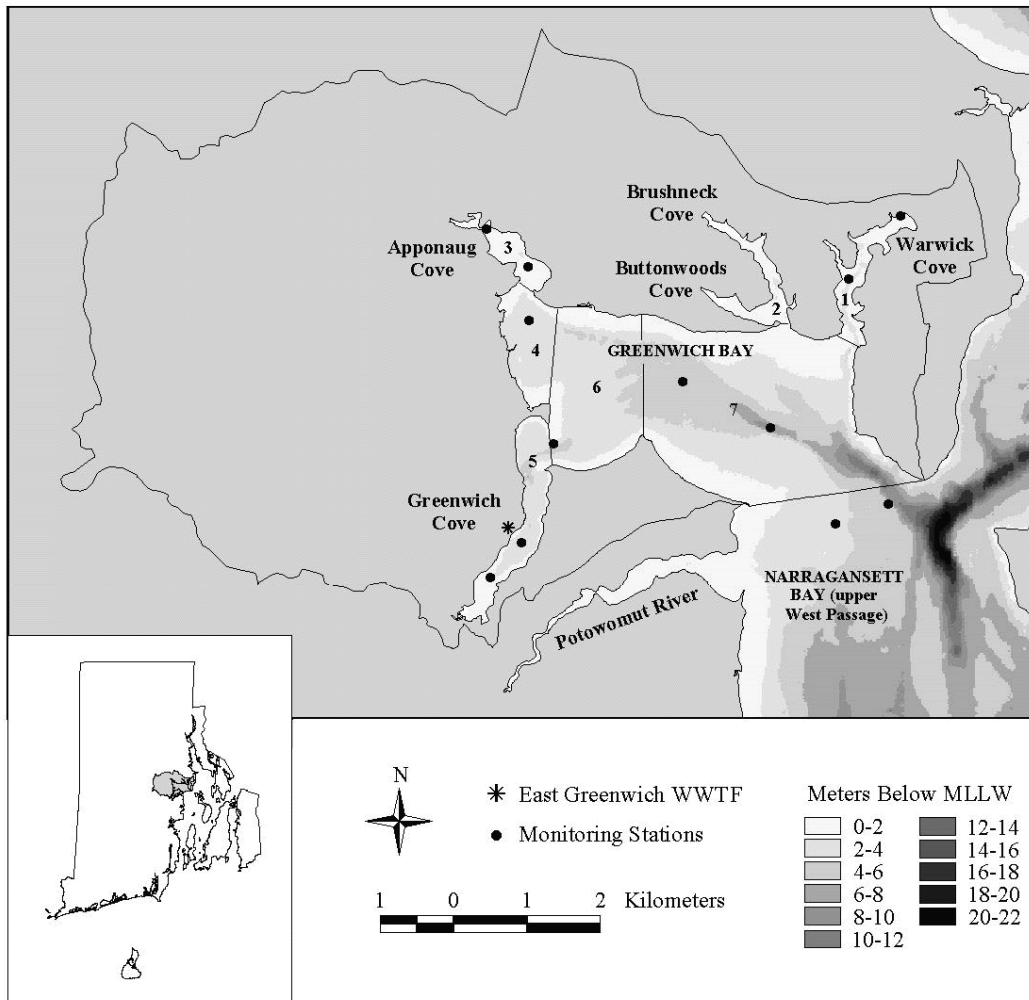 Brushneck
Cove
Apponaug
Cove
3
Buttonwoods
Cove
Warwick
Cove
2
1
4
GREENWICH BAY
6
7
5
Greenwich
Cove
NARRAGANSETT
BAY (upper
West Passage)
Potowomut River
N
East Greenwich WWTF
Monitoring Stations
1 0 1 2 Kilometers
Meters Below MLLW
0-2
2-4
4-6
6-8
8-10
10-12
12-14
14-16
16-18
18-20
20-22